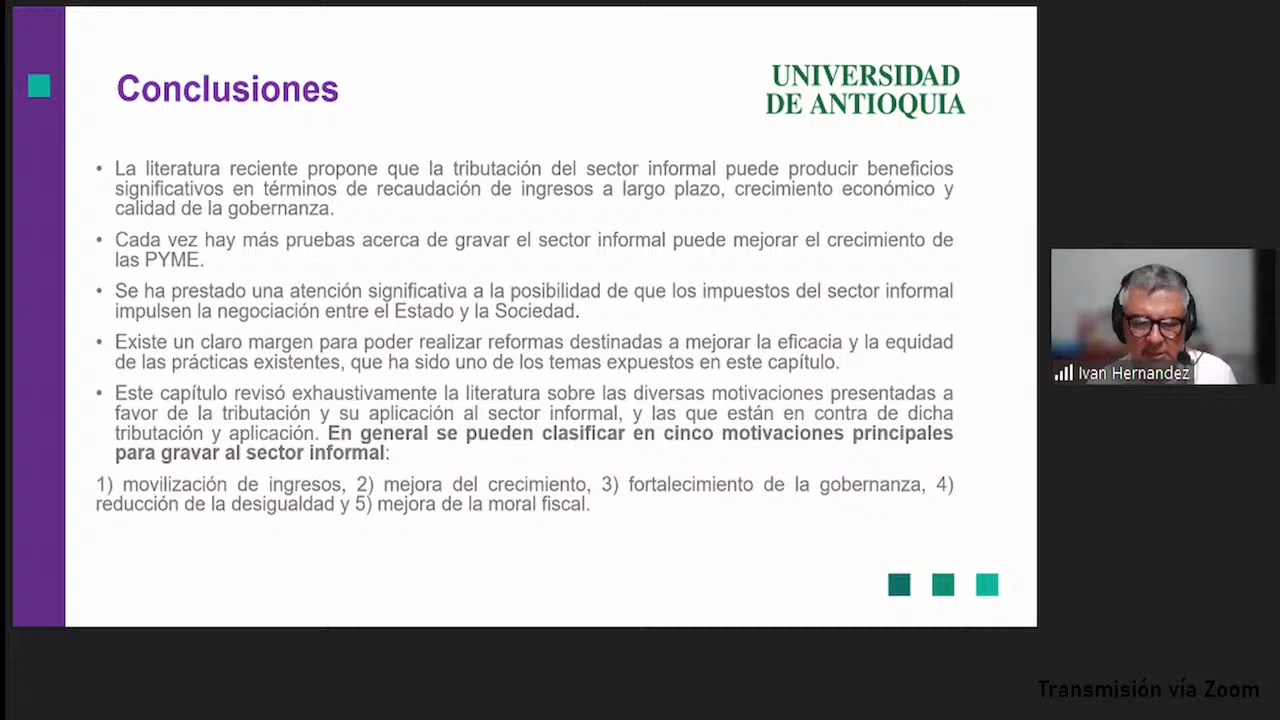 Conclusiones
UNIVERSIDAD
DE ANTIOQUIA
• La literatura reciente propone que la tributación del sector informal puede producir beneficios
significativos en términos de recaudación de ingresos a largo plazo, crecimiento económico y
calidad de la gobernanza.
• Cada vez hay más pruebas acerca de gravar el sector informal puede mejorar el crecimiento de
las PYME.
• Se ha prestado una atención significativa a la posibilidad de que los impuestos del sector informal
impulsen la negociación entre el Estado y la Sociedad.
• Existe un claro margen para poder realizar reformas destinadas a mejorar la eficacia y la equidad
de las prácticas existentes, que ha sido uno de los temas expuestos en este capítulo.
• Este capítulo revisó exhaustivamente la literatura sobre las diversas motivaciones presentadas a
favor de la tributación y su aplicación al sector informal, y las que están en contra de dicha
tributación y aplicación. En general se pueden clasificar en cinco motivaciones principales
para gravar al sector informal:
1) movilización de ingresos, 2) mejora del crecimiento, 3) fortalecimiento de la gobernanza, 4)
reducción de la desigualdad y 5) mejora de la moral fiscal.
Ivan Hernandez
Transmisión vía Zoom